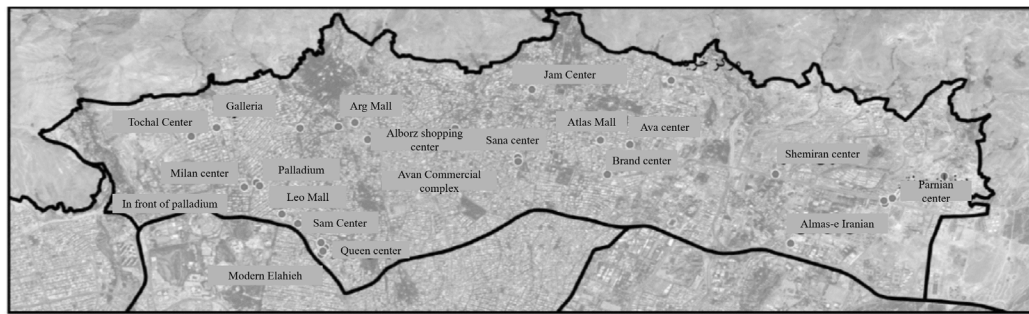 Jam Center
Galleria
Arg Mall
Tochal Center
Alborz shopping
center
Sana center
Atlas Mall
Ava center
Brand center
Shemiran center
Milan center
Palladium
Avan Commercial
complex
Leo Mall
Parnian
center
In front of palladium
Sam Center
Almas-e Iranian
Queen center
Modern Elahieh